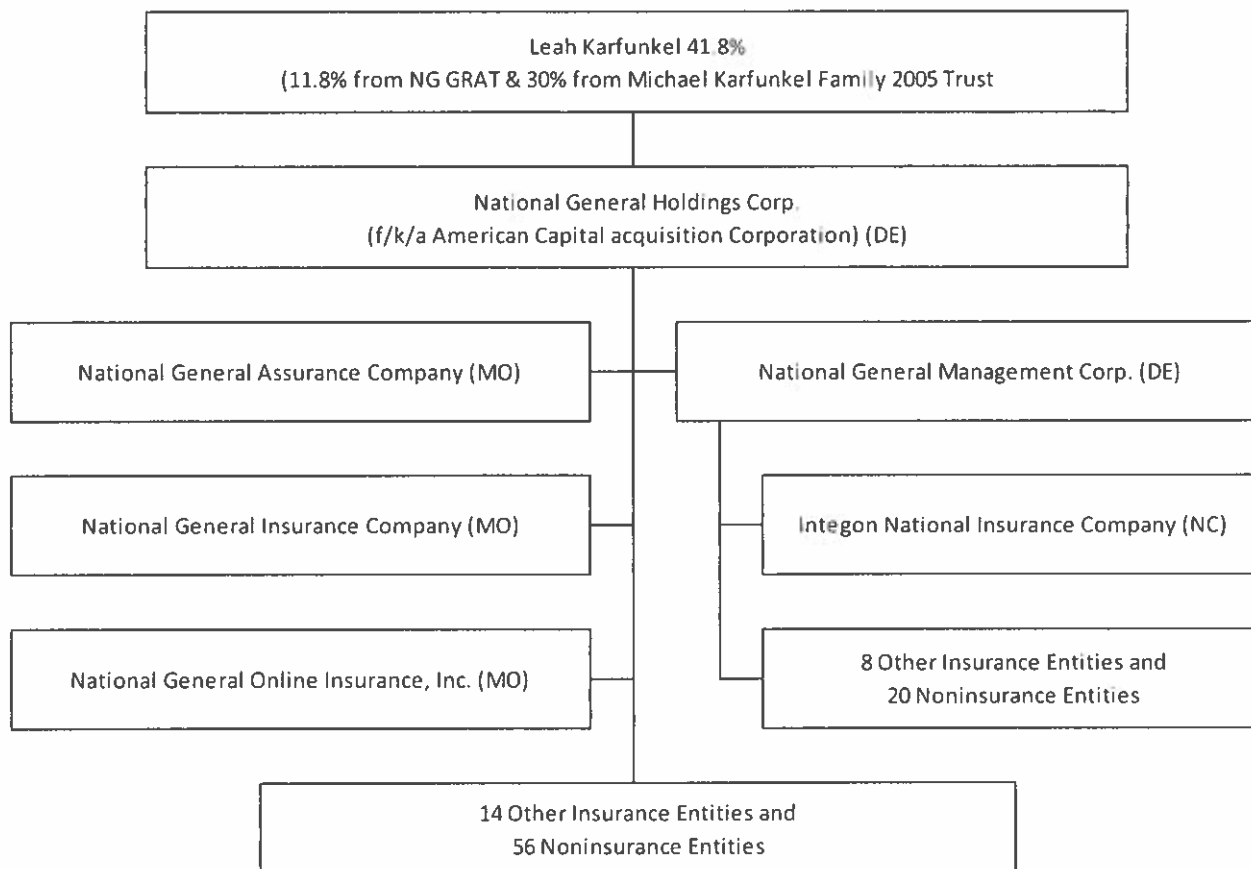 Leah Karfunkel 41.8%
(11.8% from NG GRAT & 30% from Michael Karfunkel Family 2005 Trust
National General Holdings Corp.
(f/k/a American Capital acquisition Corporation) (DE)
National General Assurance Company (MO)
National General Management Corp. (DE)
National General Insurance Company (MO)
Integon National Insurance Company (NC)
National General Online Insurance, Inc. (MO)
8 Other Insurance Entities and
20 Noninsurance Entities
14 Other Insurance Entities and
56 Noninsurance Entities